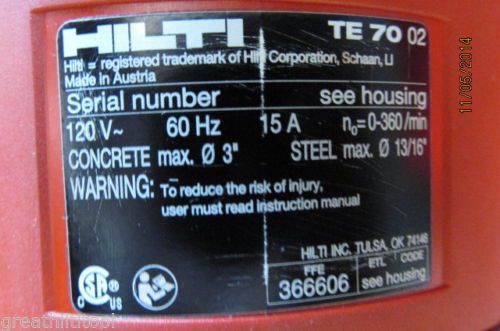 HILTI TE 70 02
Hilti = registered trademark of Hilti Corporation, Schaan, LI
Made in Austria
Serial number see housing
120 V~ 60 Hz 15 A n₀=0-360/min
CONCRETE max. Ø 3" STEEL max. Ø 13/16"
WARNING: To reduce the risk of injury,
user must read instruction manual
HILTI INC. TULSA, OK 74146
FFE ETL CODE
366606 see housing
C US
11/05/2014